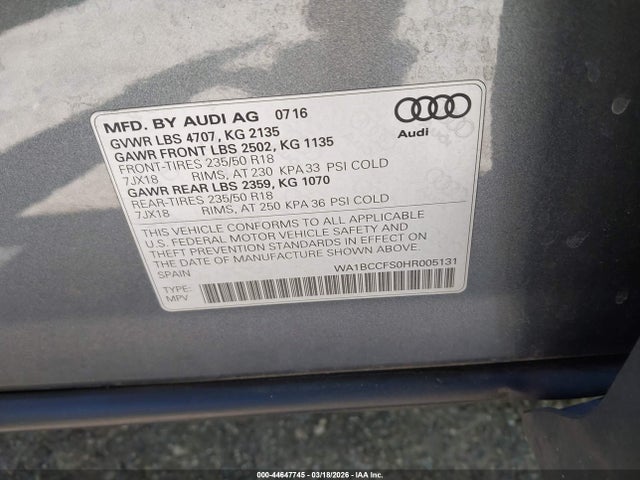 MFD. BY AUDI AG 0716
GVWR LBS 4707, KG 2135
GAWR FRONT LBS 2502, KG 1135
FRONT-TIRES 235/50 R18
7JX18 RIMS, AT 230 KPA 33 PSI COLD
GAWR REAR LBS 2359, KG 1070
REAR-TIRES 235/50 R18
7JX18 RIMS, AT 250 KPA 36 PSI COLD
THIS VEHICLE CONFORMS TO ALL APPLICABLE
U.S. FEDERAL MOTOR VEHICLE SAFETY AND
THEFT PREVENTION STANDARDS IN EFFECT ON
THE DATE OF MANUFACTURE SHOWN ABOVE.
SPAIN
WA1BCCFS0HR005131
TYPE:
MPV
Audi
000-44647745 - 03/18/2026 - IAA Inc.